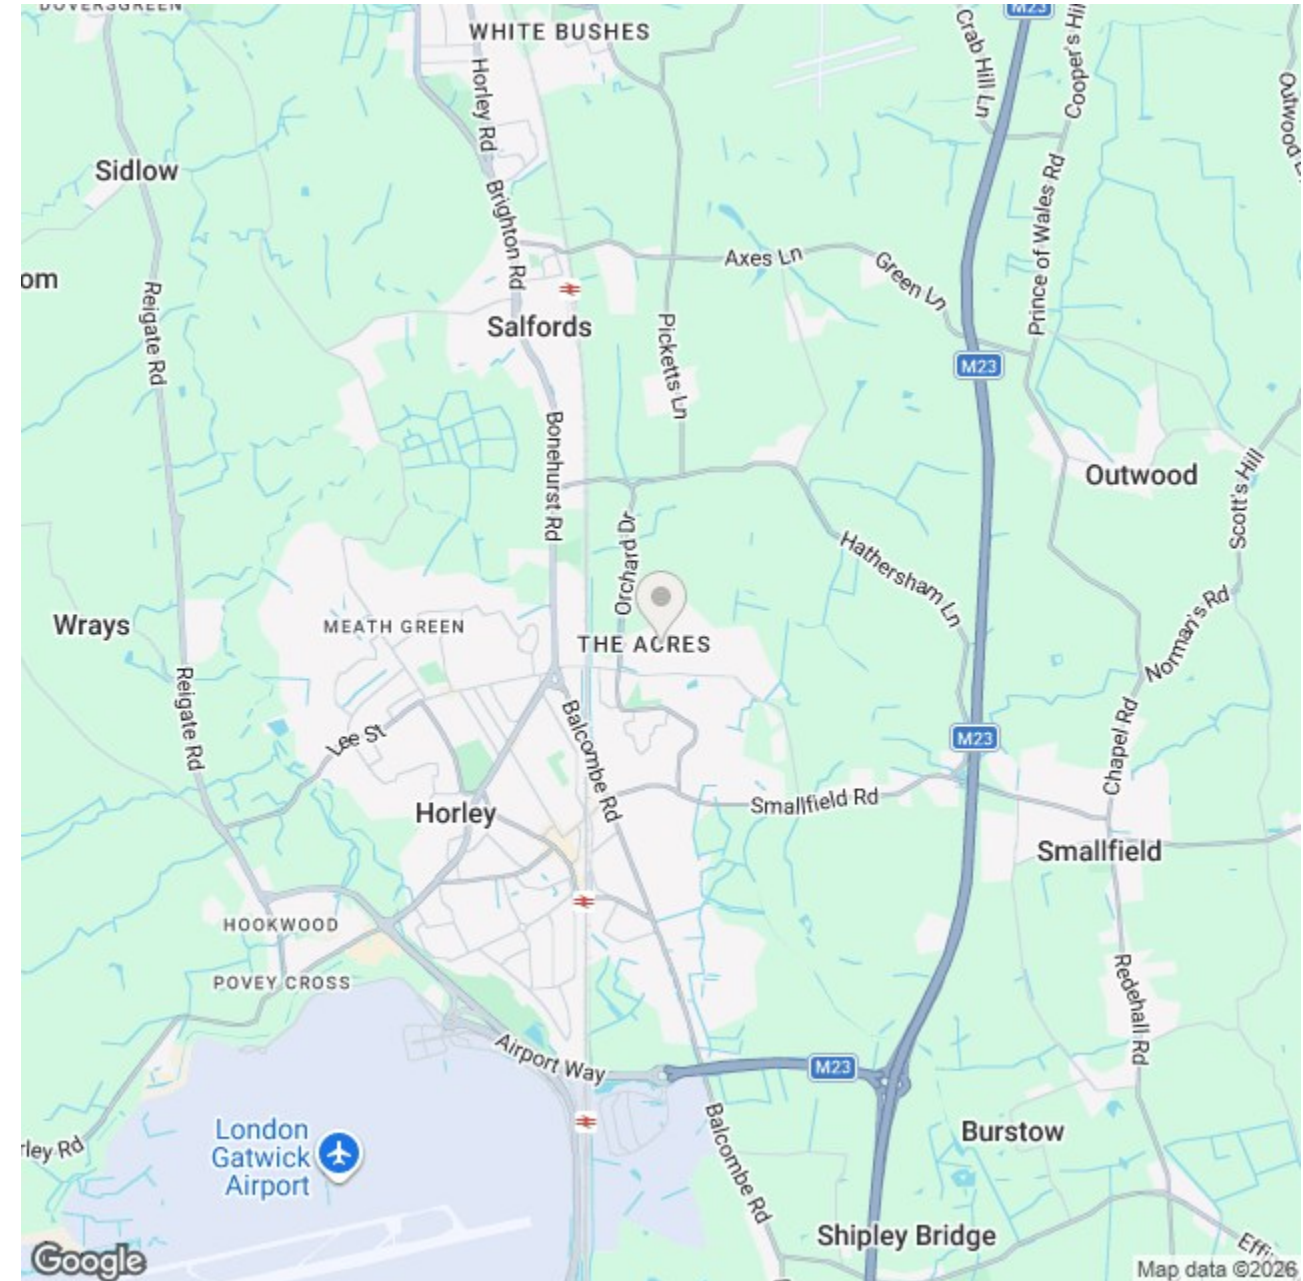 DOVERSGREEN
WHITE BUSHES
M23
Crab Hill Ln
Cooper's Hill
Horley Rd
Outwood Ln
Sidlow
Brighton Rd
Prince of Wales Rd
Axes Ln
Green Ln
om
Reigate Rd
Salfords
Picketts Ln
M23
Bonehurst Rd
Outwood
Scott's Hill
Orchard Dr
Hathersham Ln
Wrays
MEATH GREEN
THE ACRES
Norman's Rd
Reigate Rd
Lee St
Balcombe Rd
M23
Chapel Rd
Horley
Smallfield Rd
Smallfield
HOOKWOOD
POVEY CROSS
Redehall Rd
Airport Way
M23
London
Gatwick
Airport
rley Rd
Balcombe Rd
Burstow
Shipley Bridge
Google
Map data ©2026